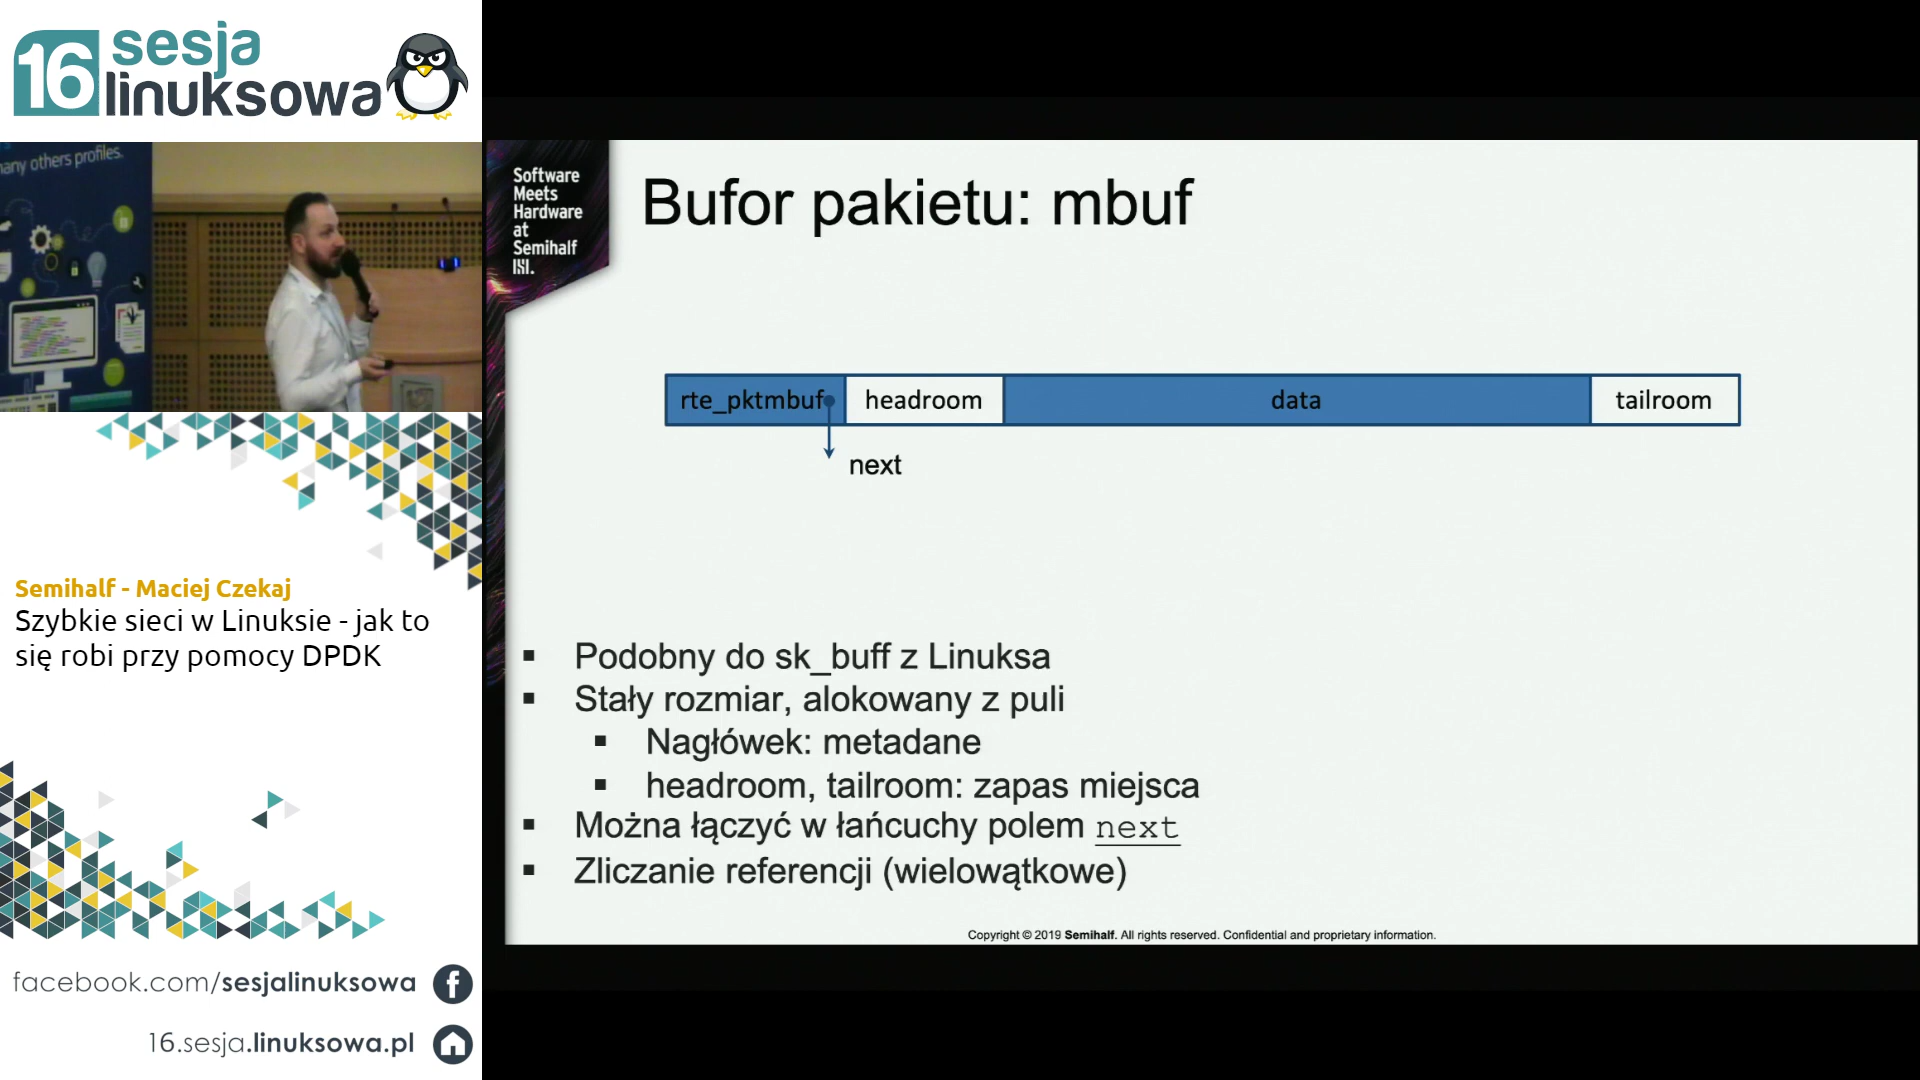 16 sesja
linuksowa
many others profiles.
Semihalf - Maciej Czekaj
Szybkie sieci w Linuksie - jak to
się robi przy pomocy DPDK
facebook.com/sesjalinuksowa
16.sesja.linuksowa.pl
Software
Meets
Hardware
at
Semihalf
Bufor pakietu: mbuf
rte_pktmbuf headroom data tailroom
next
▪ Podobny do sk_buff z Linuksa
▪ Stały rozmiar, alokowany z puli
▪ Nagłówek: metadane
▪ headroom, tailroom: zapas miejsca
▪ Można łączyć w łańcuchy polem next
▪ Zliczanie referencji (wielowątkowe)
Copyright © 2019 Semihalf. All rights reserved. Confidential and proprietary information.